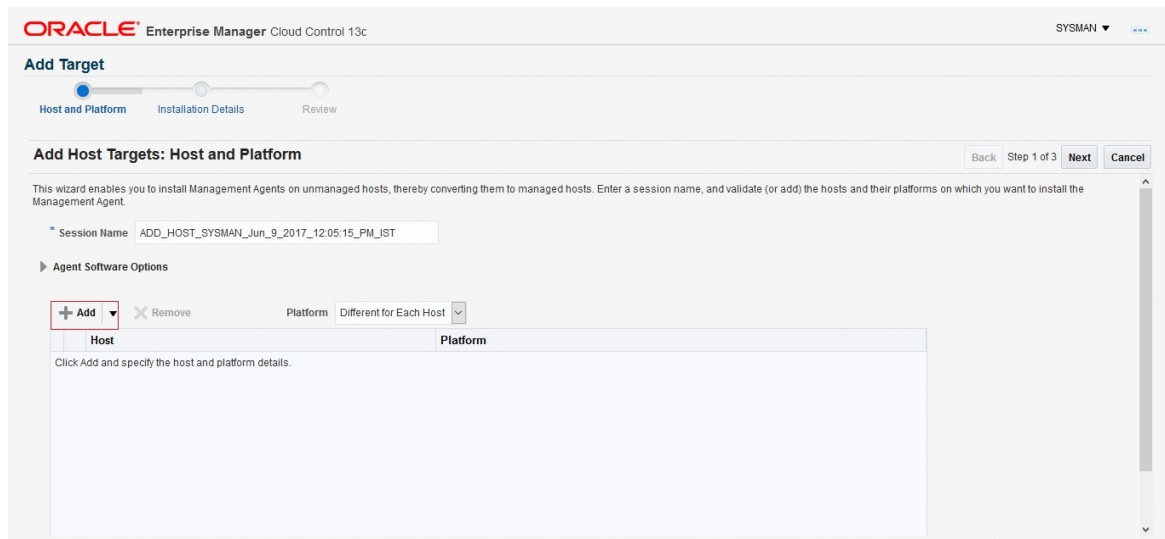 ORACLE Enterprise Manager Cloud Control 13c
SYSMAN
Add Target
Host and Platform
Installation Details
Review
Add Host Targets: Host and Platform
Back
Step 1 of 3
Next
Cancel
This wizard enables you to install Management Agents on unmanaged hosts, thereby converting them to managed hosts. Enter a session name, and validate (or add) the hosts and their platforms on which you want to install the
Management Agent.
* Session Name ADD_HOST_SYSMAN_Jun_9_2017_12:05:15_PM_IST
Agent Software Options
Add
Remove
Platform Different for Each Host
Host
Platform
Click Add and specify the host and platform details.